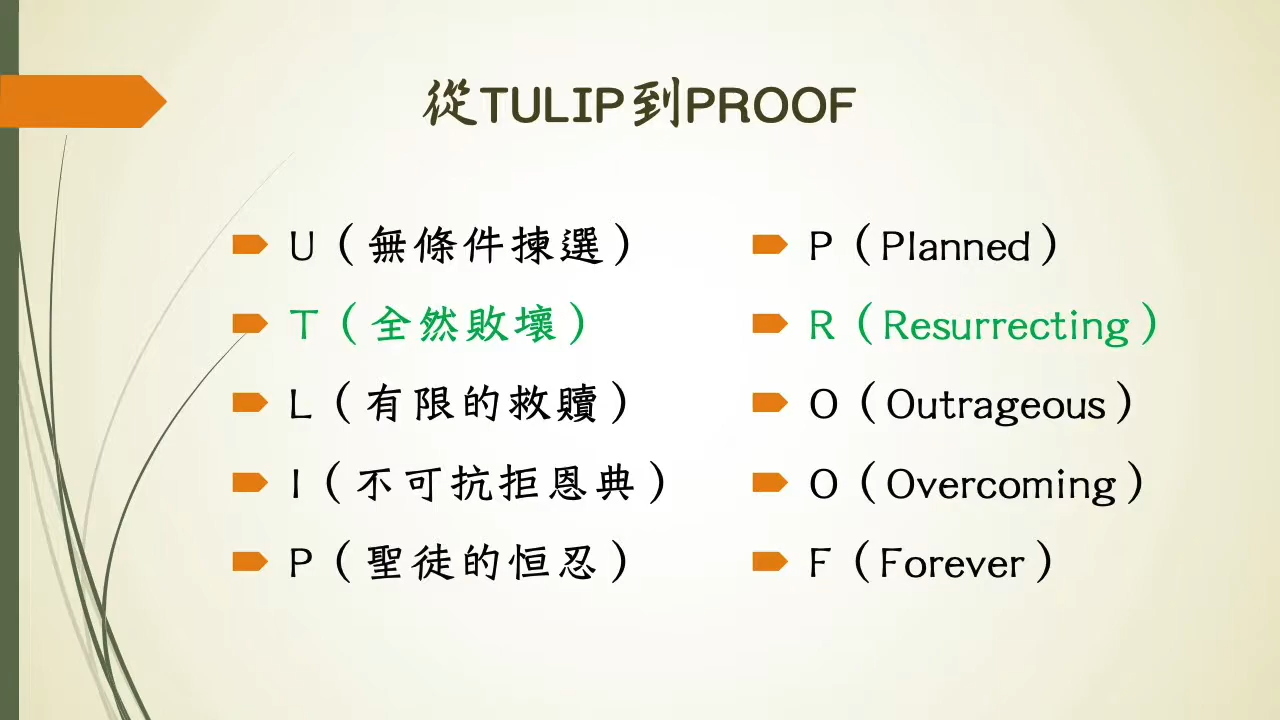 從TULIP到PROOF
U（無條件揀選）
P（Planned）
T（全然敗壞）
R（Resurrecting）
L（有限的救贖）
O（Outrageous）
I（不可抗拒恩典）
O（Overcoming）
P（聖徒的恒忍）
F（Forever）